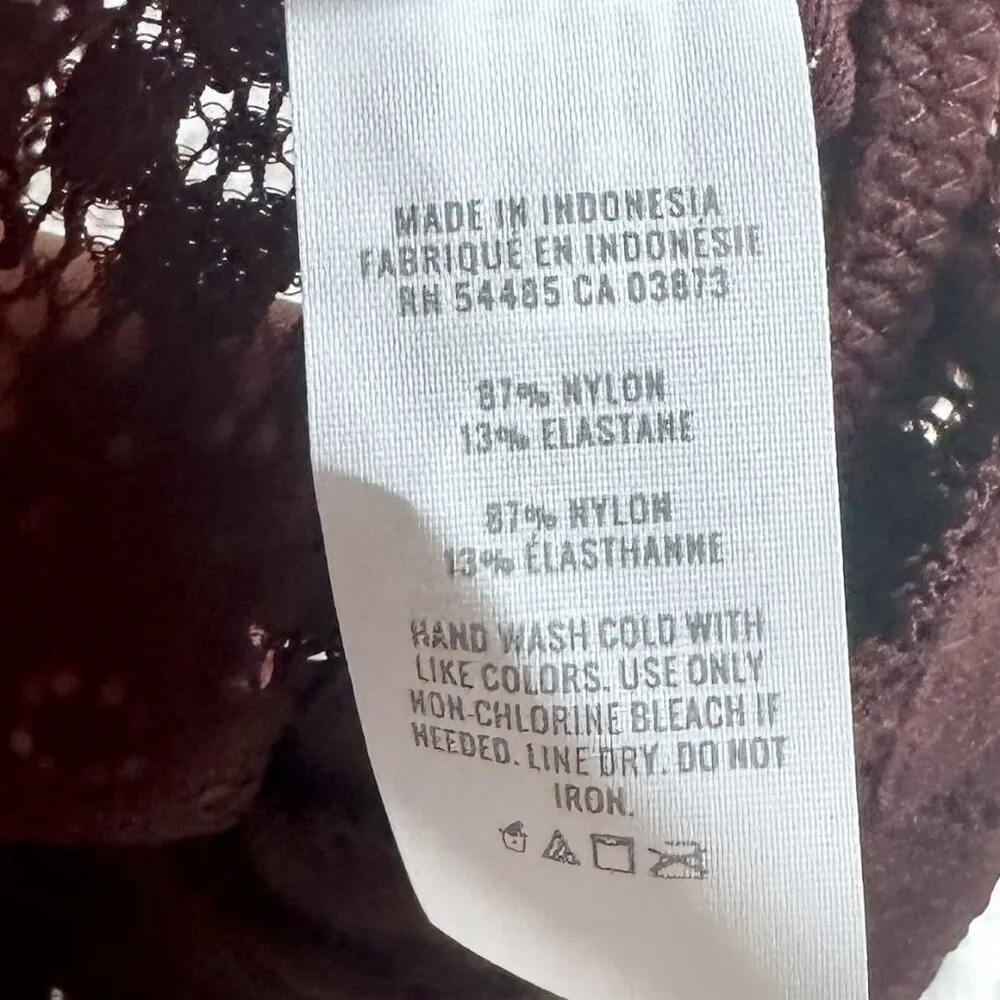 MADE IN INDONESIA
FABRIQUÉ EN INDONÉSIE
RN 54485 CA 03873
87% NYLON
13% ELASTANE
87% NYLON
13% ÉLASTHANNE
HAND WASH COLD WITH
LIKE COLORS. USE ONLY
NON-CHLORINE BLEACH IF
NEEDED. LINE DRY. DO NOT
IRON.